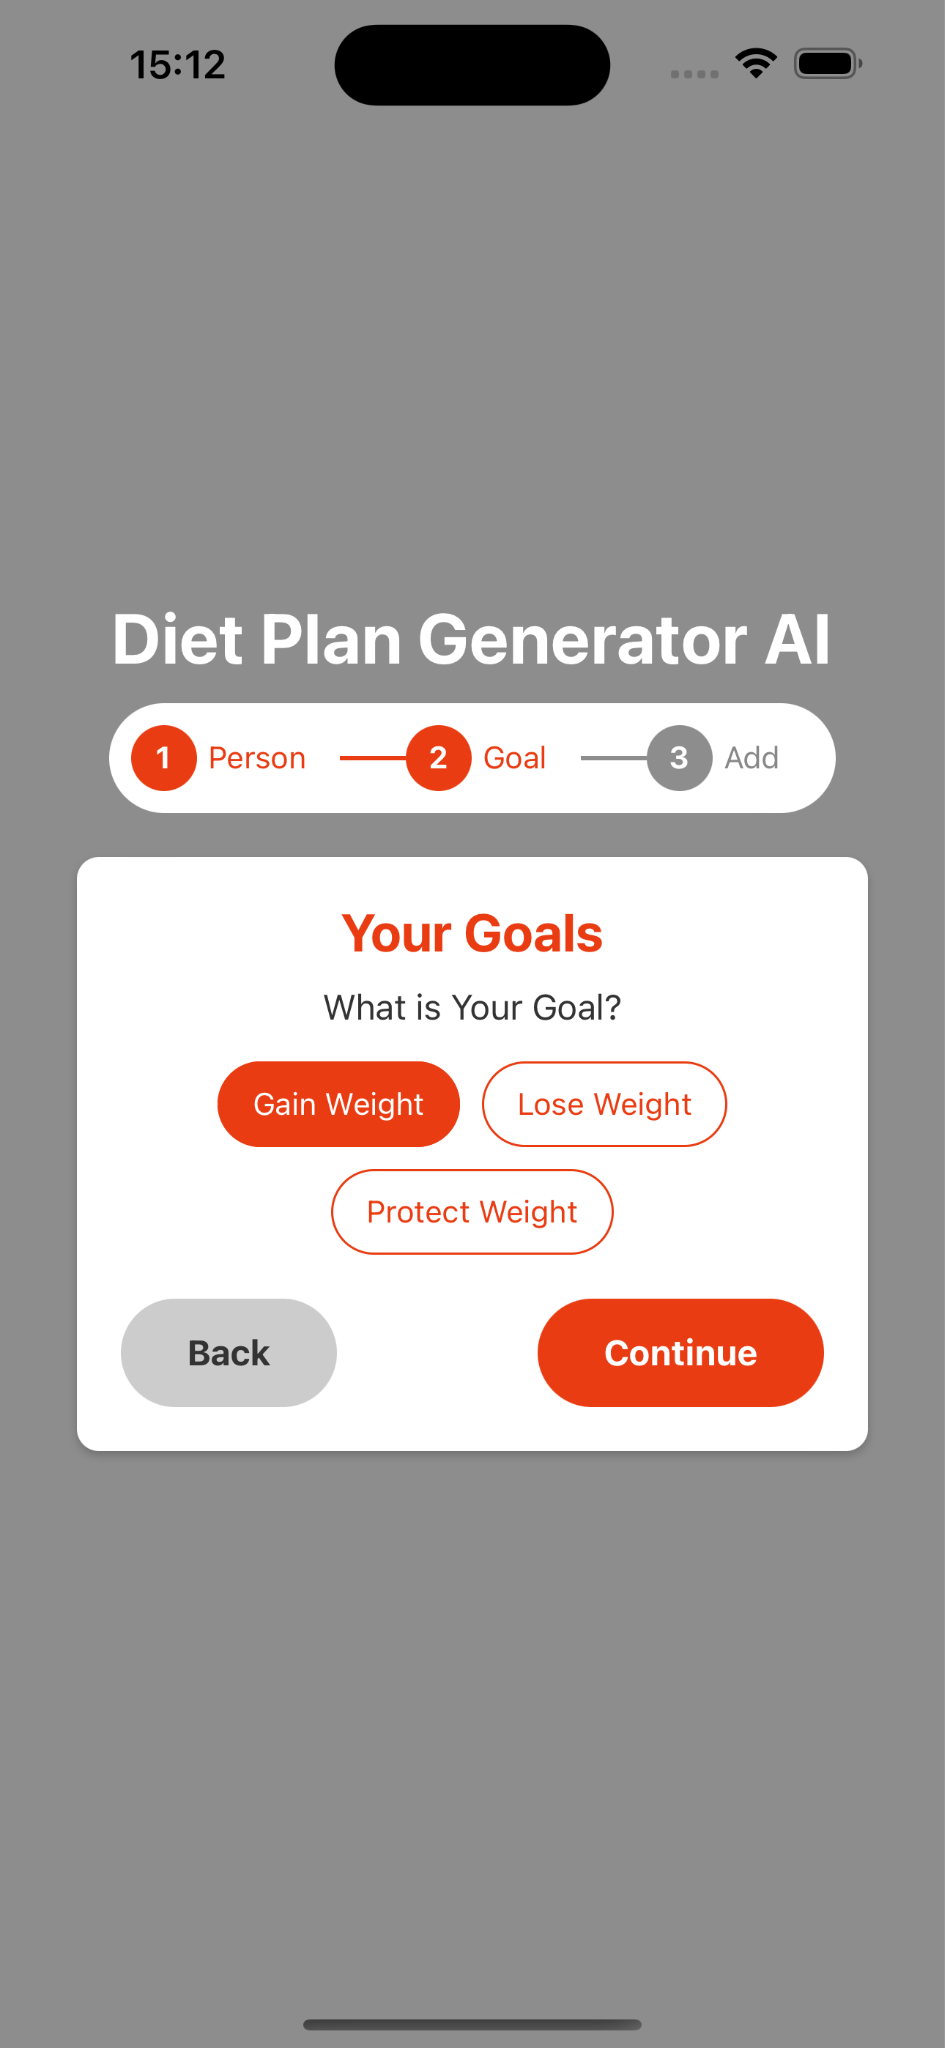 15:12
Diet Plan Generator AI
1 Person 2 Goal 3 Add
Your Goals
What is Your Goal?
Gain Weight Lose Weight
Protect Weight
Back Continue